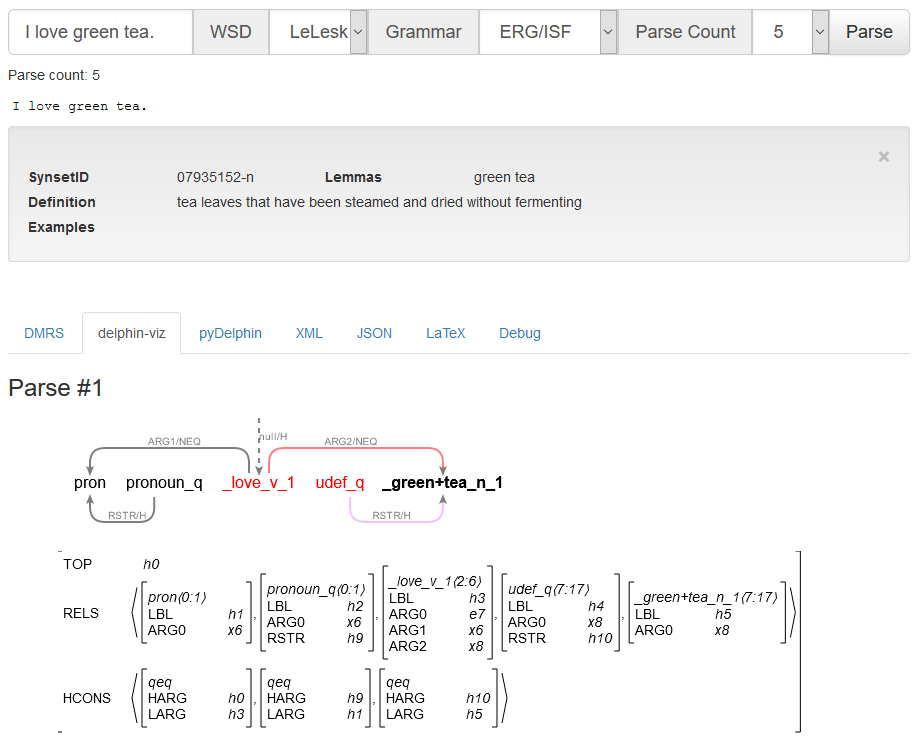 I love green tea. WSD LeLesk Grammar ERG/ISF Parse Count 5 Parse
Parse count: 5
I love green tea.
×
SynsetID 07935152-n Lemmas green tea
Definition tea leaves that have been steamed and dried without fermenting
Examples
DMRS delphin-viz pyDelphin XML JSON LaTeX Debug
Parse #1
ARG1/NEQ null/H ARG2/NEQ
pron pronoun_q _love_v_1 udef_q _green+tea_n_1
RSTR/H RSTR/H
TOP h0
RELS
pron⟨0:1⟩
LBL h1
ARG0 x6
,
pronoun_q⟨0:1⟩
LBL h2
ARG0 x6
RSTR h9
,
_love_v_1⟨2:6⟩
LBL h3
ARG0 e7
ARG1 x6
ARG2 x8
,
udef_q⟨7:17⟩
LBL h4
ARG0 x8
RSTR h10
,
_green+tea_n_1⟨7:17⟩
LBL h5
ARG0 x8
HCONS
qeq
HARG h0
LARG h3
,
qeq
HARG h9
LARG h1
,
qeq
HARG h10
LARG h5